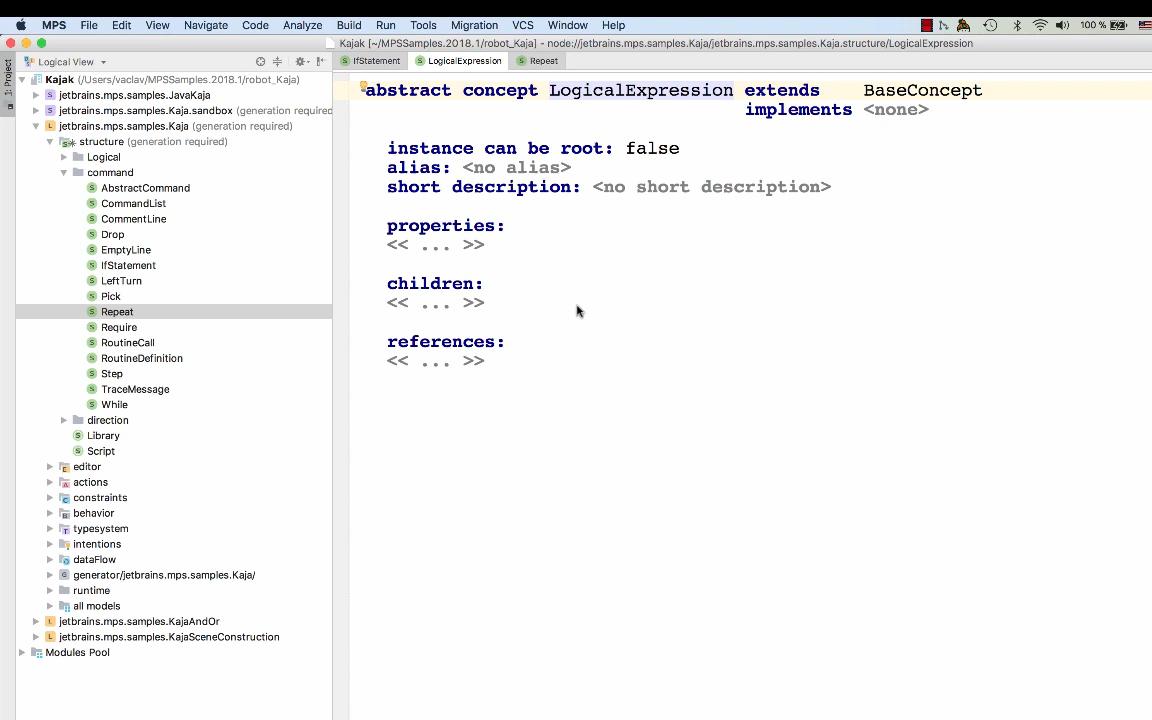 MPS File Edit View Navigate Code Analyze Build Run Tools Migration VCS Window Help 100 %
Kajak [~/MPSSamples.2018.1/robot_Kaja] - node://jetbrains.mps.samples.Kaja/jetbrains.mps.samples.Kaja.structure/LogicalExpression
1: Project
Logical View
IfStatement LogicalExpression Repeat
Kajak (/Users/vaclav/MPSSamples.2018.1/robot_Kaja)
jetbrains.mps.samples.JavaKaja
jetbrains.mps.samples.Kaja.sandbox (generation required
jetbrains.mps.samples.Kaja (generation required)
structure (generation required)
Logical
command
AbstractCommand
CommandList
CommentLine
Drop
EmptyLine
IfStatement
LeftTurn
Pick
Repeat
Require
RoutineCall
RoutineDefinition
Step
TraceMessage
While
direction
Library
Script
editor
actions
constraints
behavior
typesystem
intentions
dataFlow
generator/jetbrains.mps.samples.Kaja/
runtime
all models
jetbrains.mps.samples.KajaAndOr
jetbrains.mps.samples.KajaSceneConstruction
Modules Pool
abstract concept LogicalExpression extends BaseConcept
implements <none>
instance can be root: false
alias: <no alias>
short description: <no short description>
properties:
<< ... >>
children:
<< ... >>
references:
<< ... >>